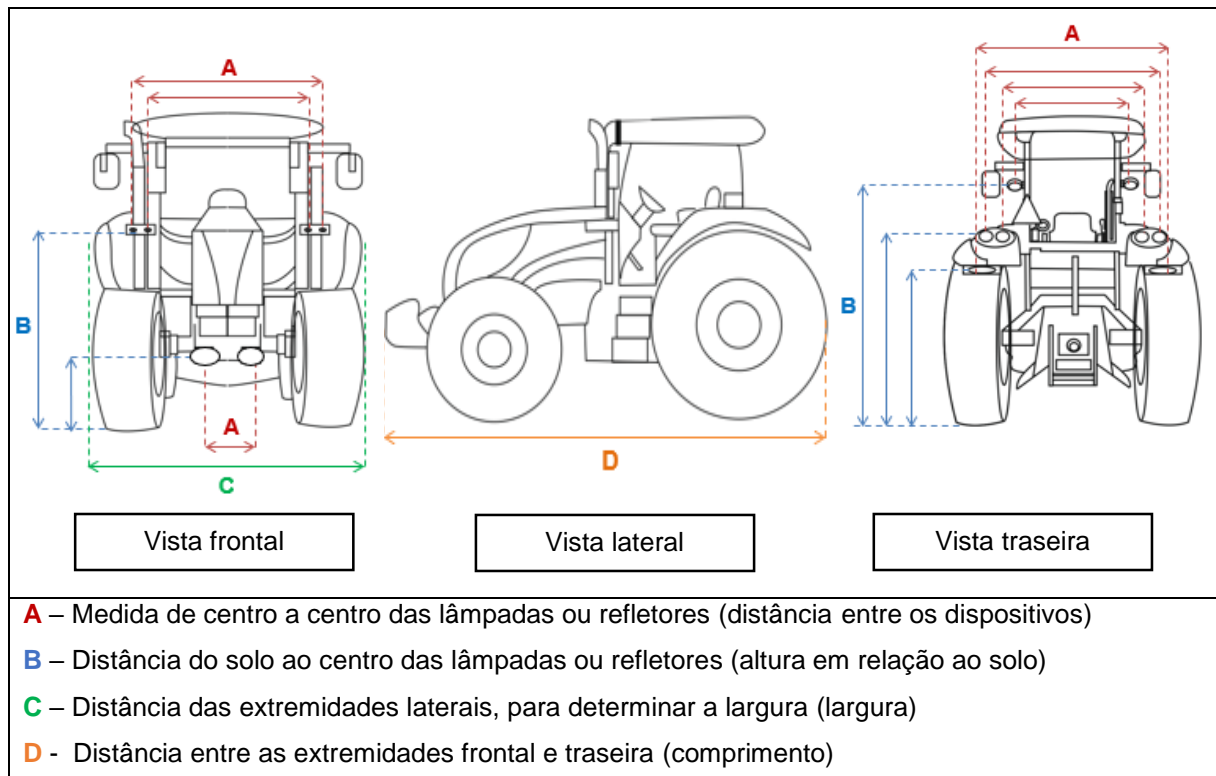 A
A
B
B
A
D
C
Vista frontal
Vista lateral
Vista traseira
A – Medida de centro a centro das lâmpadas ou refletores (distância entre os dispositivos)
B – Distância do solo ao centro das lâmpadas ou refletores (altura em relação ao solo)
C – Distância das extremidades laterais, para determinar a largura (largura)
D - Distância entre as extremidades frontal e traseira (comprimento)